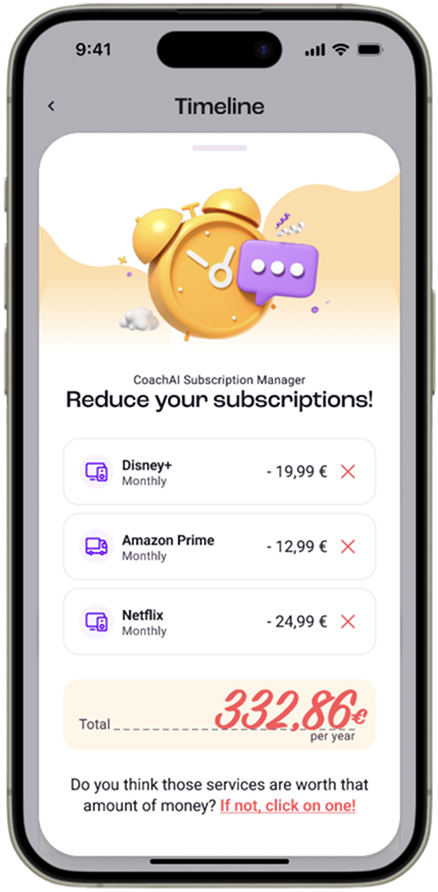 9:41
Timeline
CoachAI Subscription Manager
Reduce your subscriptions!
Disney+
Monthly
- 19,99 €
Amazon Prime
Monthly
- 12,99 €
Netflix
Monthly
- 24,99 €
Total
332,86€
per year
Do you think those services are worth that
amount of money? If not, click on one!